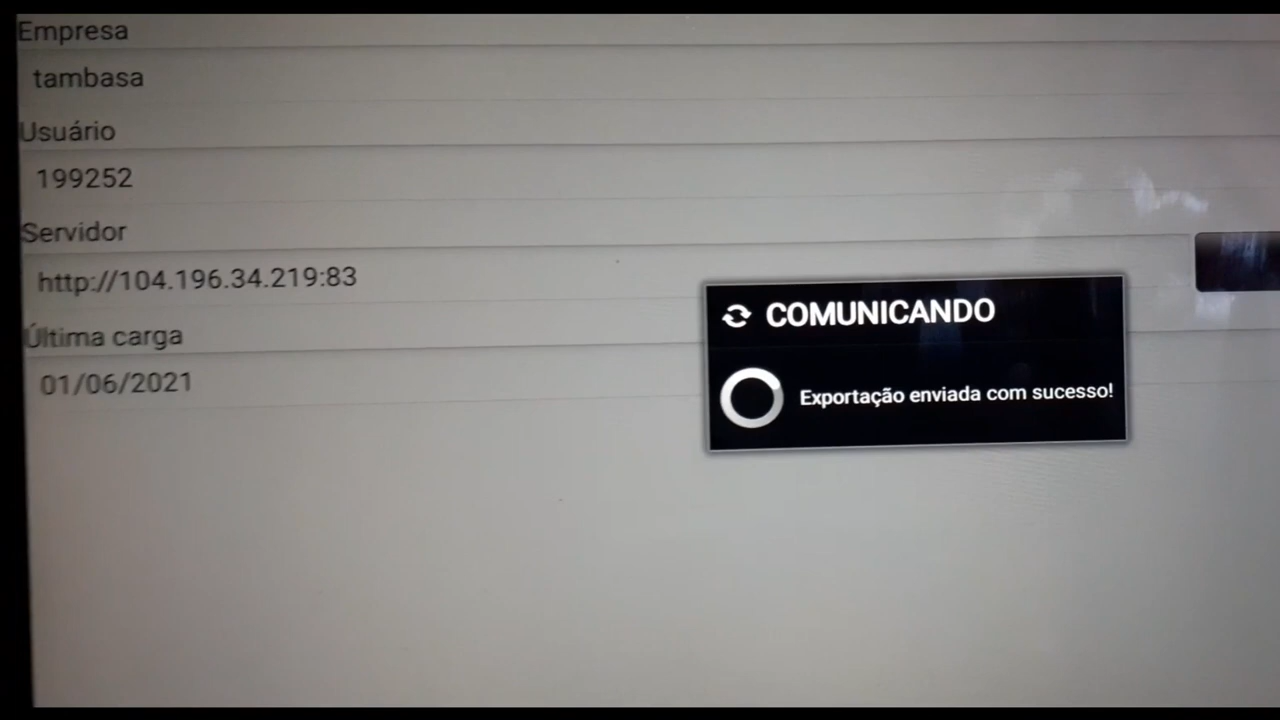 Empresa
tambasa
Usuário
199252
Servidor
http://104.196.34.219:83
Última carga
01/06/2021
COMUNICANDO
Exportação enviada com sucesso!